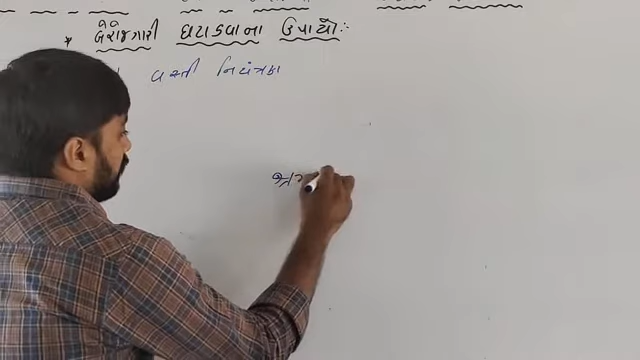 * બેરોજગારી ઘટાડવાના ઉપાયો :-
વસ્તી નિયંત્રણ